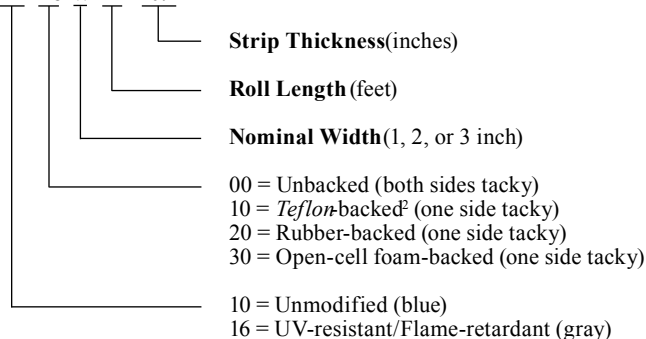 Strip Thickness(inches)
Roll Length (feet)
Nominal Width(1, 2, or 3 inch)
00 = Unbacked (both sides tacky)
10 = Teflon-backed² (one side tacky)
20 = Rubber-backed (one side tacky)
30 = Open-cell foam-backed (one side tacky)
10 = Unmodified (blue)
16 = UV-resistant/Flame-retardant (gray)